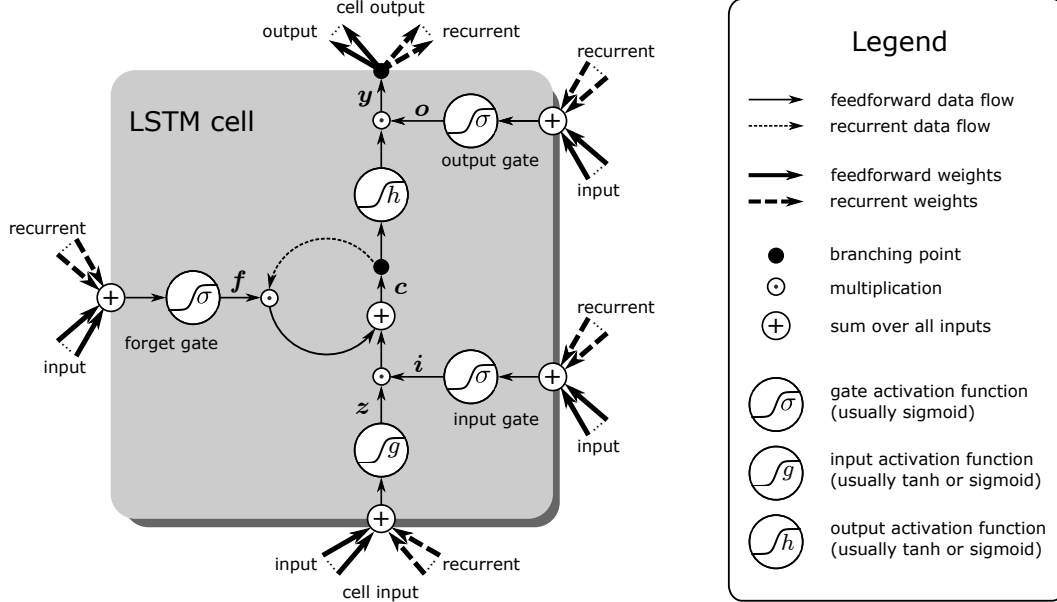 cell output
output
recurrent
recurrent
y
o
σ
+
LSTM cell
output gate
input
h
recurrent
f
c
σ
+
+
recurrent
forget gate
i
σ
+
input
z
input gate
input
g
+
input
recurrent
cell input
Legend
feedforward data flow
recurrent data flow
feedforward weights
recurrent weights
branching point
multiplication
+ sum over all inputs
σ gate activation function
(usually sigmoid)
g input activation function
(usually tanh or sigmoid)
h output activation function
(usually tanh or sigmoid)